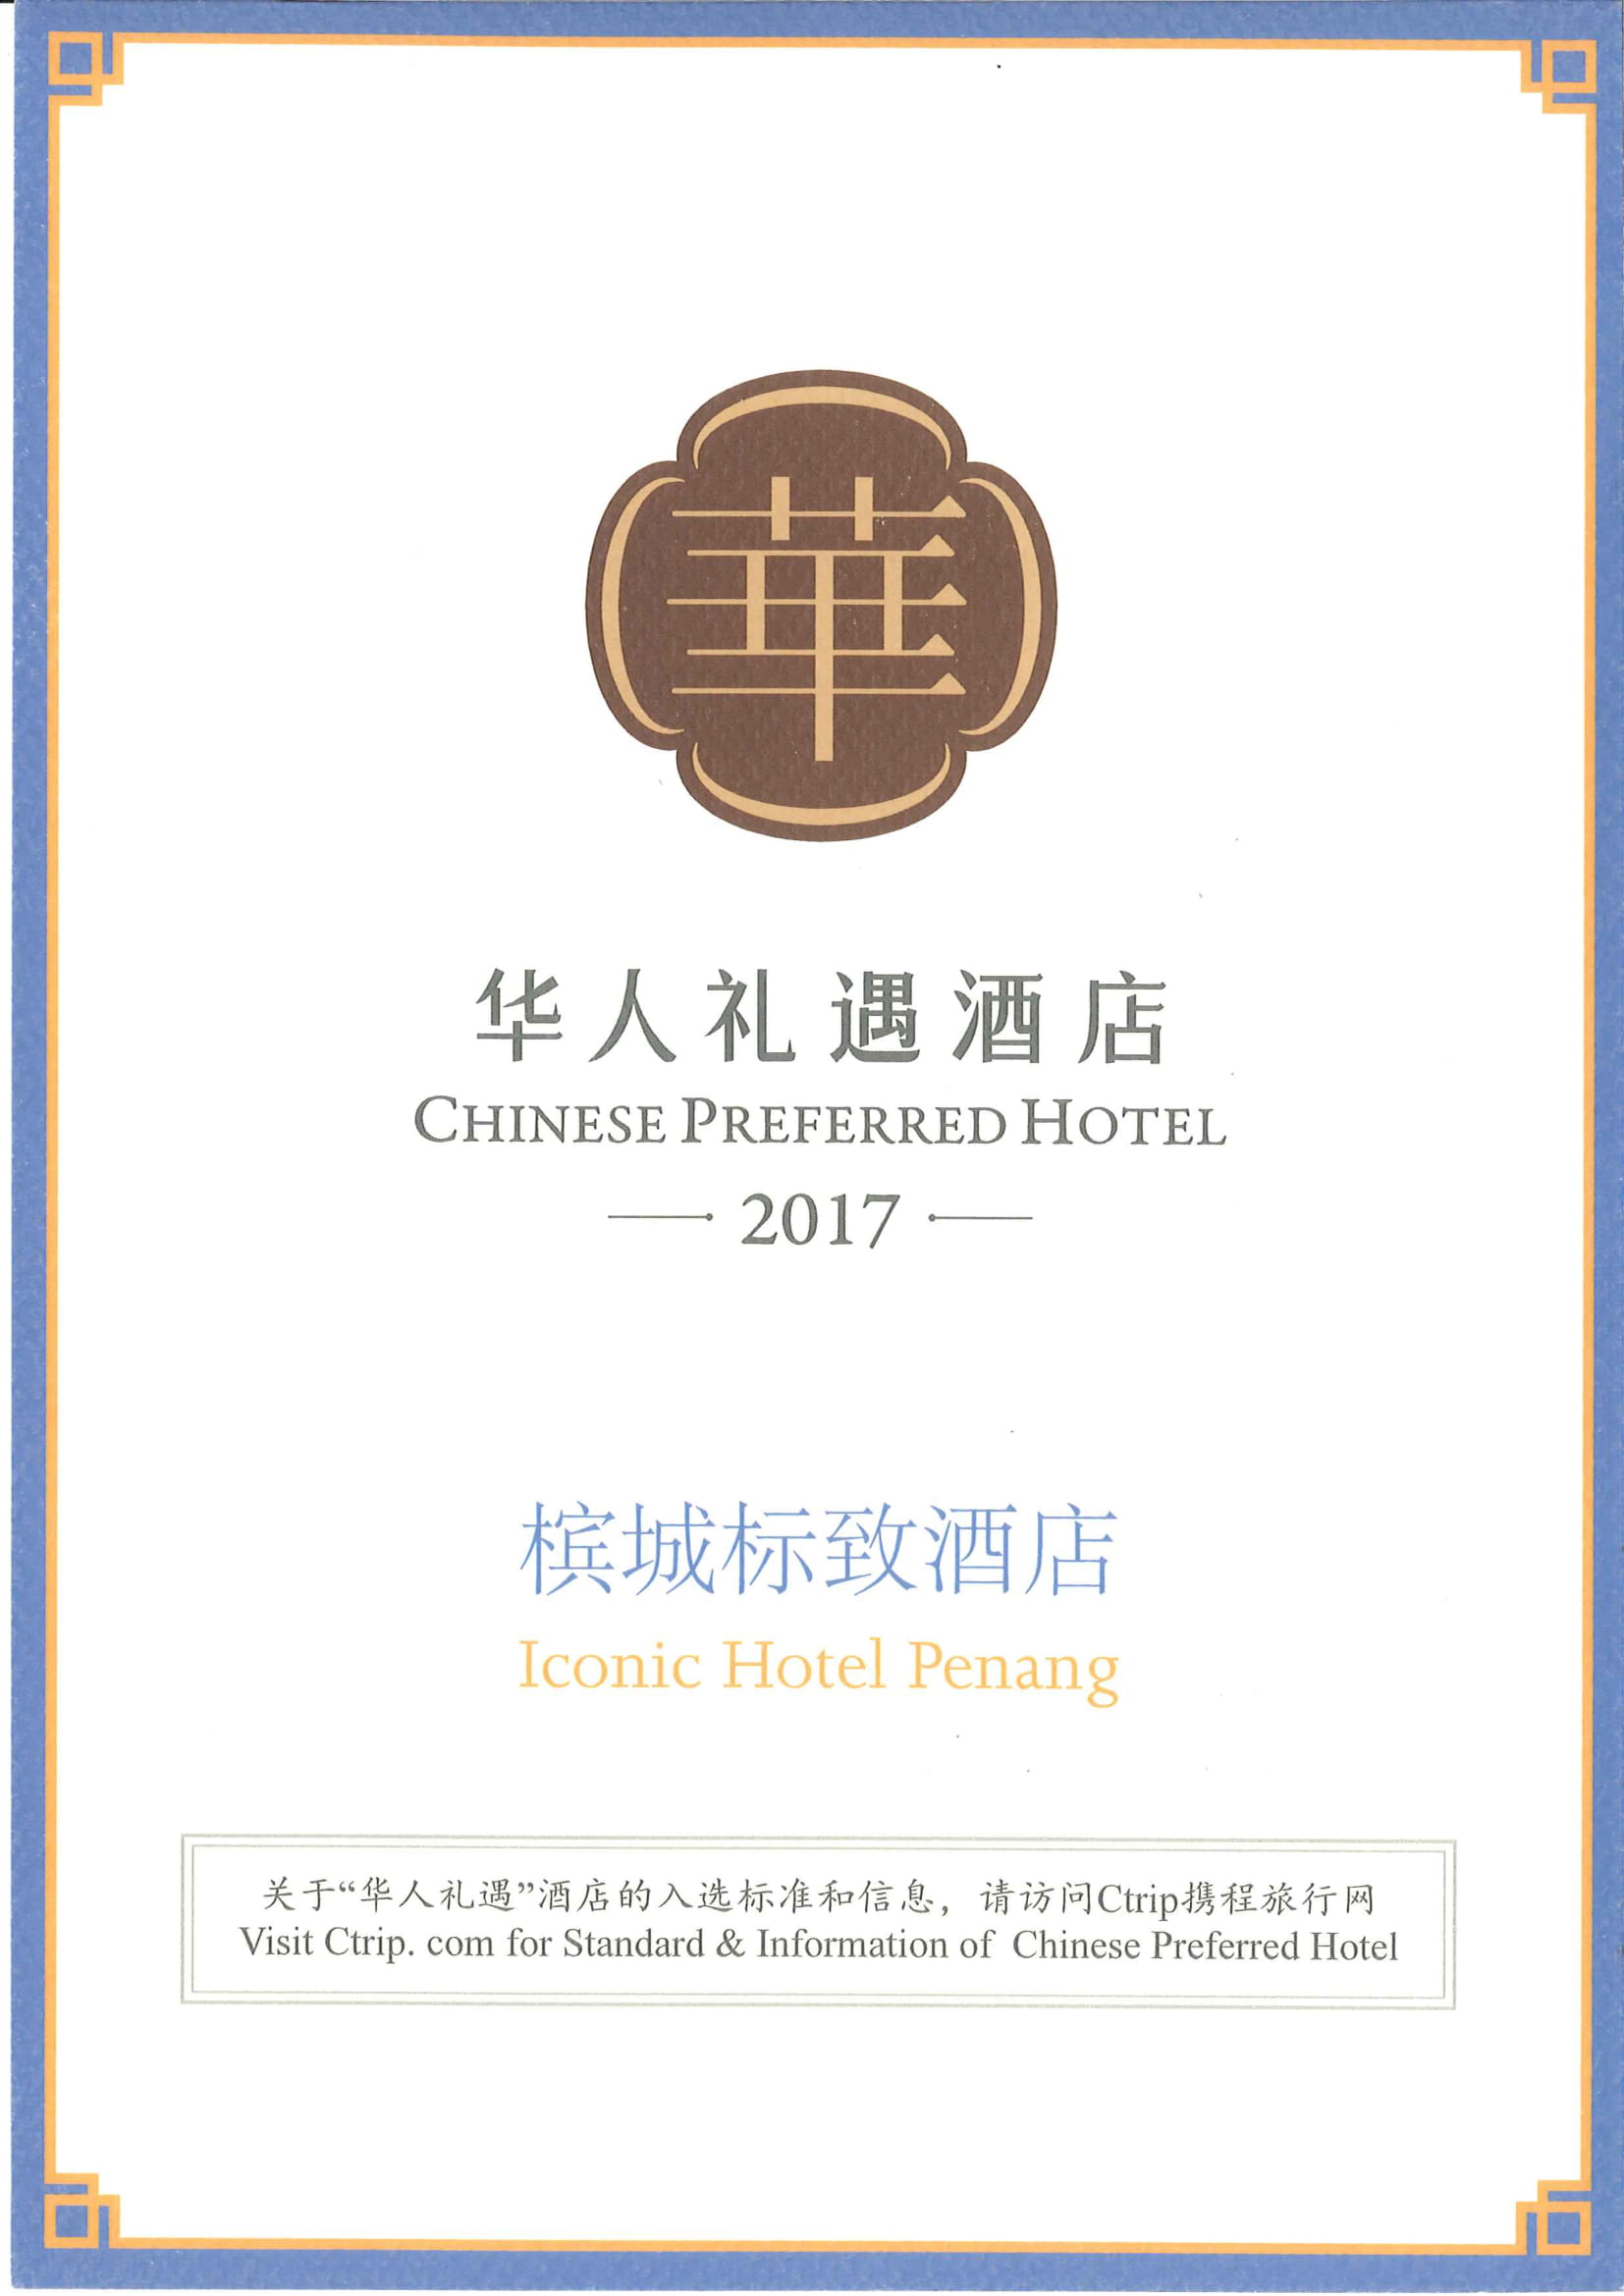 華
华人礼遇酒店
CHINESE PREFERRED HOTEL
2017
槟城标致酒店
Iconic Hotel Penang
关于“华人礼遇”酒店的入选标准和信息，请访问Ctrip携程旅行网
Visit Ctrip. com for Standard & Information of Chinese Preferred Hotel